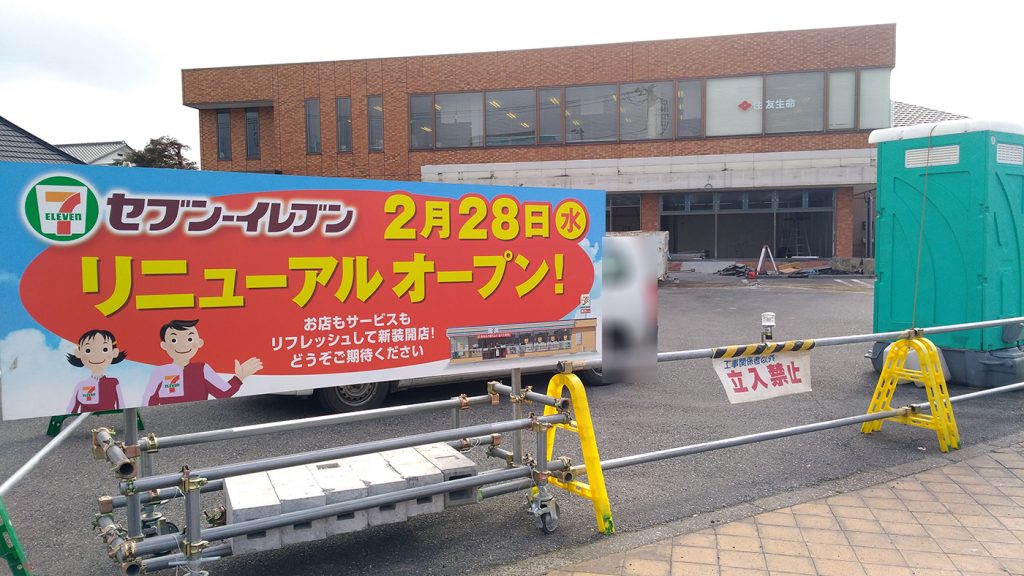 住友生命
7
ELEVEN
セブン-イレブン
2月28日水
リニューアル オープン!
お店もサービスも
リフレッシュして新装開店!
どうぞご期待ください
工事関係者以外
立入禁止